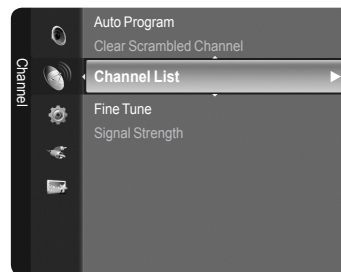 Channel
Auto Program
Clear Scrambled Channel
Channel List
Fine Tune
Signal Strength